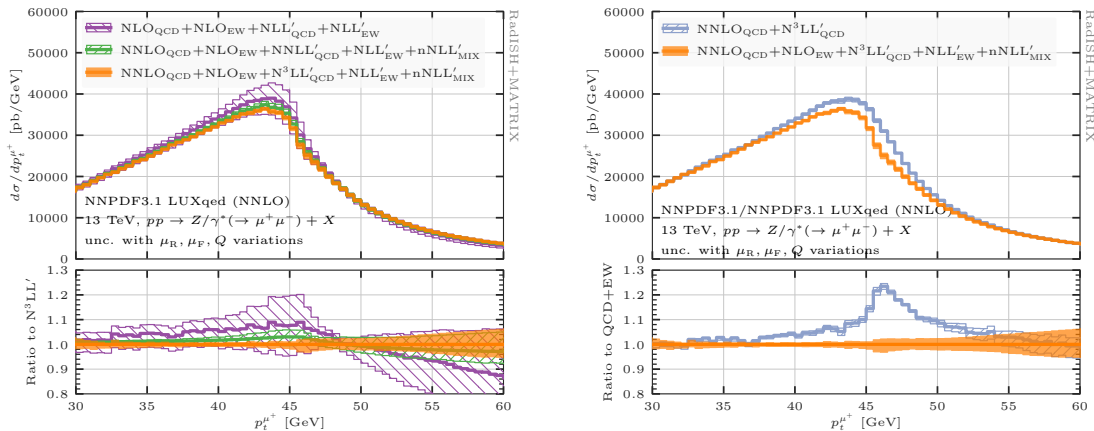 60000
50000
40000
30000
20000
10000
0
dσ/dp_t^{μ^+} [pb/GeV]
NLO_QCD+NLO_EW+NLL′_QCD+NLL′_EW
NNLO_QCD+NLO_EW+NNLL′_QCD+NLL′_EW+nNLL′_MIX
NNLO_QCD+NLO_EW+N³LL′_QCD+NLL′_EW+nNLL′_MIX
NNPDF3.1 LUXqed (NNLO)
13 TeV, pp → Z/γ*(→ μ⁺μ⁻) + X
unc. with μ_R, μ_F, Q variations
RadISH+MATRIX
1.3
1.2
1.1
1.0
0.9
0.8
Ratio to N³LL′
30 35 40 45 50 55 60
p_t^{μ^+} [GeV]
60000
50000
40000
30000
20000
10000
0
dσ/dp_t^{μ^+} [pb/GeV]
NNLO_QCD+N³LL′_QCD
NNLO_QCD+NLO_EW+N³LL′_QCD+NLL′_EW+nNLL′_MIX
NNPDF3.1/NNPDF3.1 LUXqed (NNLO)
13 TeV, pp → Z/γ*(→ μ⁺μ⁻) + X
unc. with μ_R, μ_F, Q variations
RadISH+MATRIX
1.3
1.2
1.1
1.0
0.9
0.8
Ratio to QCD+EW
30 35 40 45 50 55 60
p_t^{μ^+} [GeV]